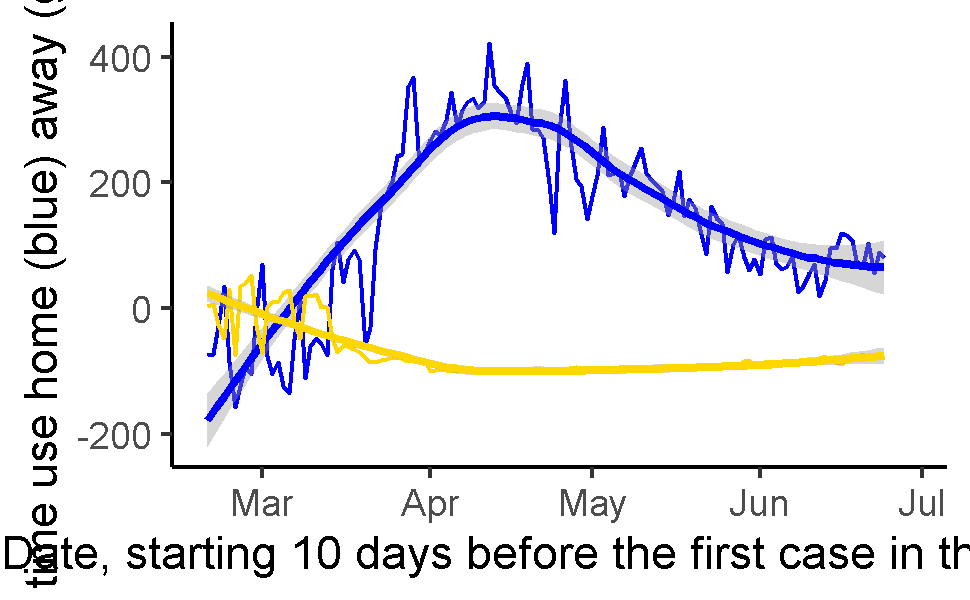 time use home (blue) away (
400
200
0
-200
Mar Apr May Jun Jul
Date, starting 10 days before the first case in th